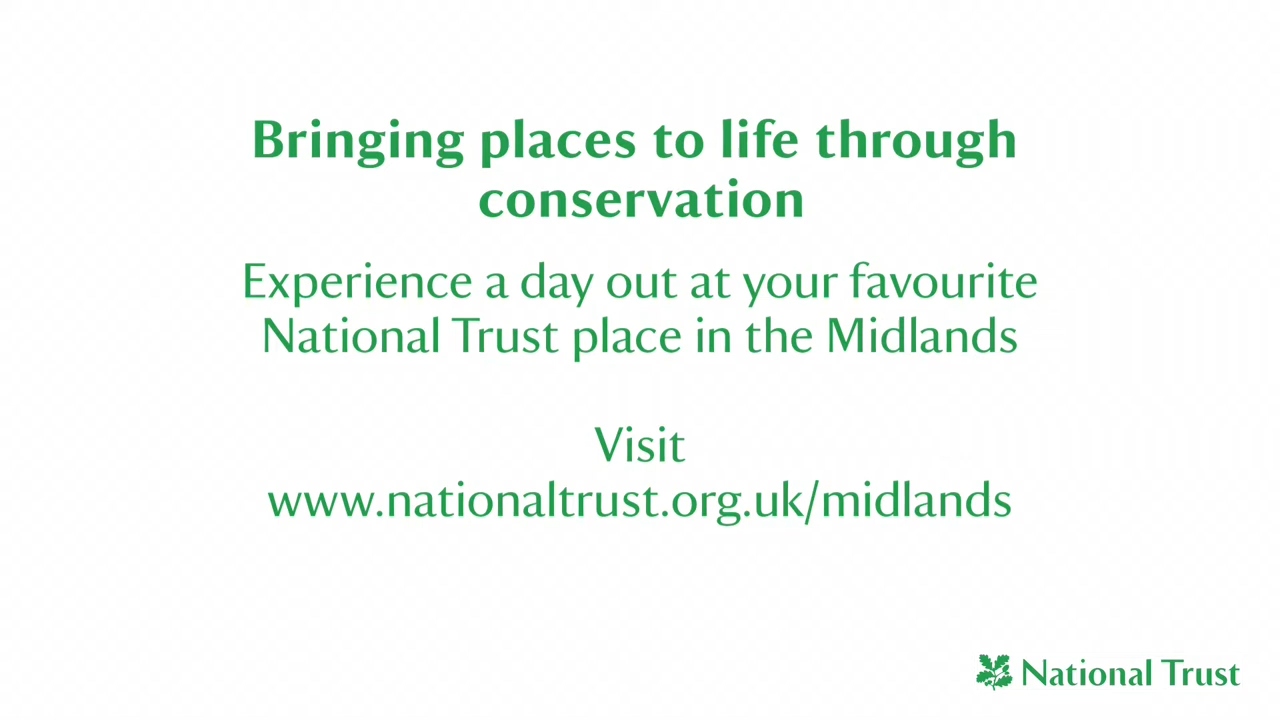 Bringing places to life through
conservation
Experience a day out at your favourite
National Trust place in the Midlands
Visit
www.nationaltrust.org.uk/midlands
National Trust